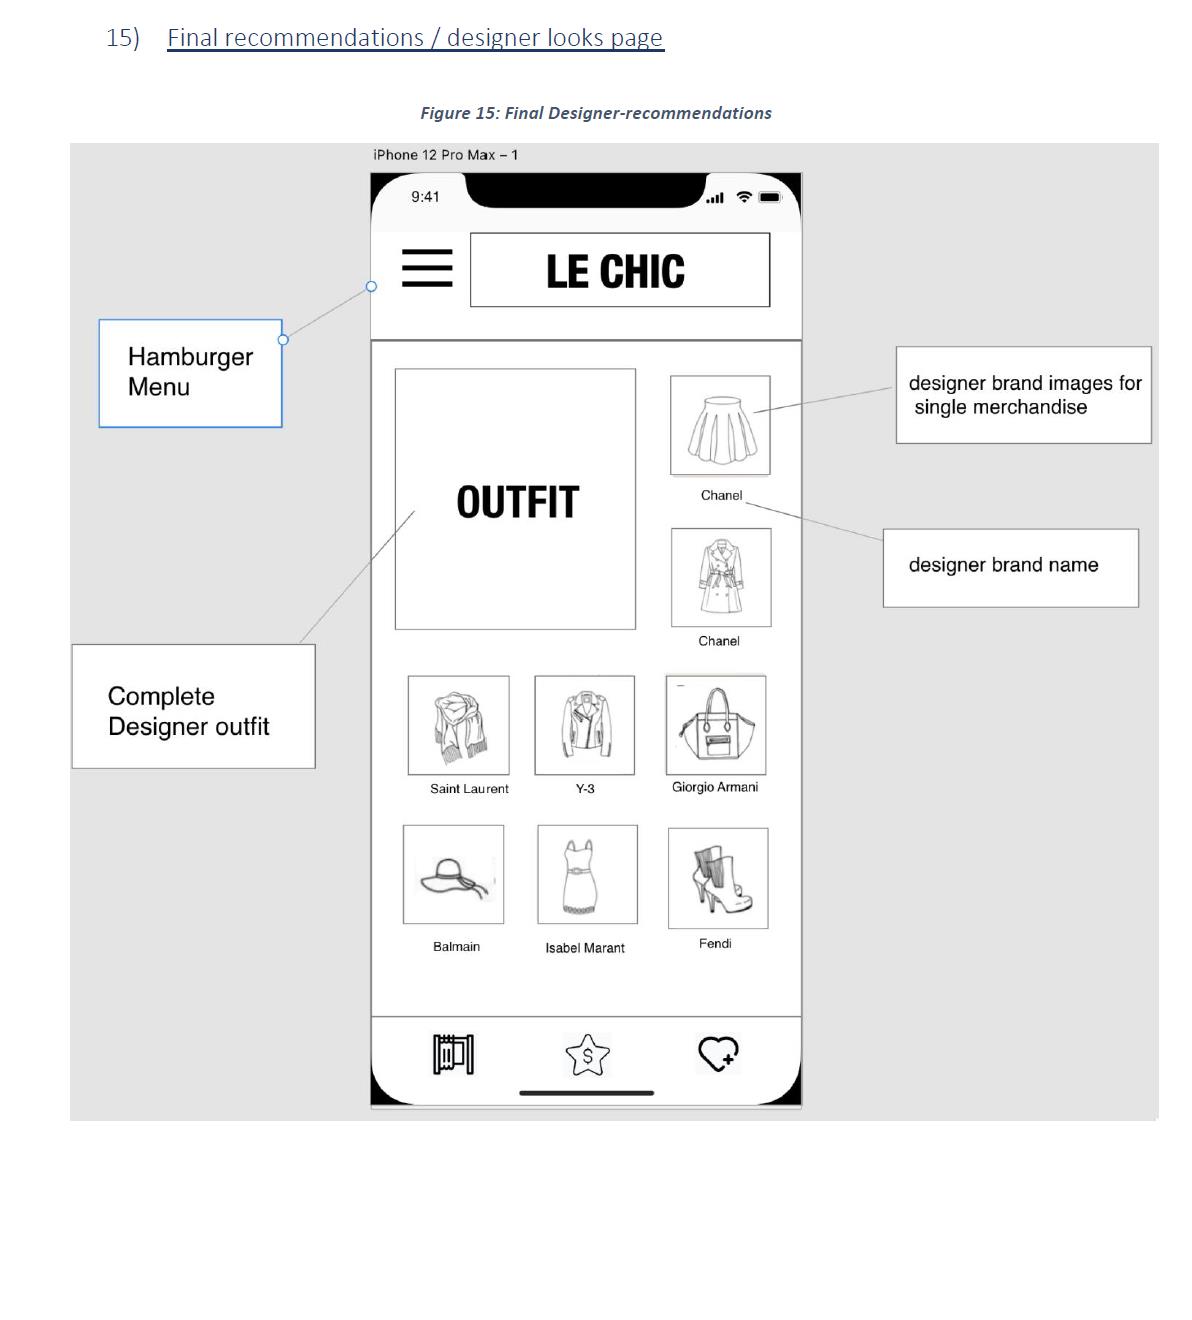 15) Final recommendations / designer looks page
Figure 15: Final Designer-recommendations
iPhone 12 Pro Max – 1
9:41
LE CHIC
Hamburger
Menu
designer brand images for
single merchandise
OUTFIT
Chanel
designer brand name
Chanel
Complete
Designer outfit
Saint Laurent
Y-3
Giorgio Armani
Balmain
Isabel Marant
Fendi
$